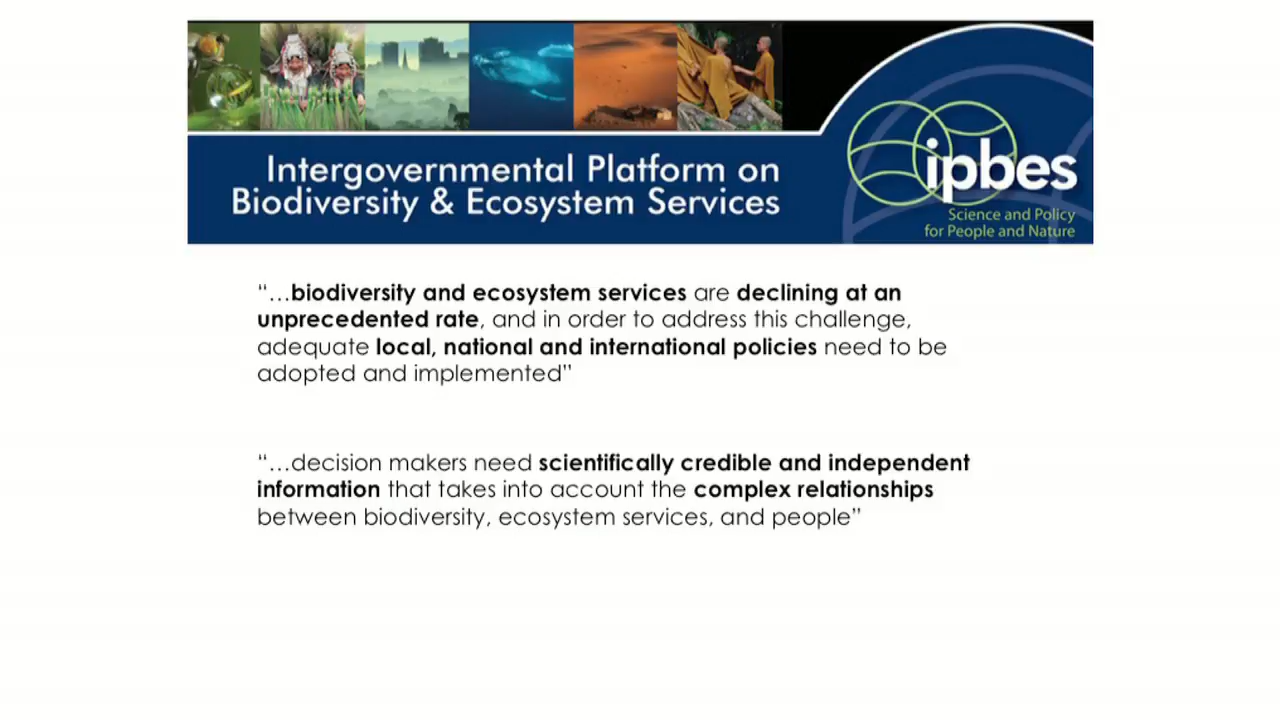 Intergovernmental Platform on
Biodiversity & Ecosystem Services
ipbes
Science and Policy
for People and Nature
“…biodiversity and ecosystem services are declining at an
unprecedented rate, and in order to address this challenge,
adequate local, national and international policies need to be
adopted and implemented”
“…decision makers need scientifically credible and independent
information that takes into account the complex relationships
between biodiversity, ecosystem services, and people”